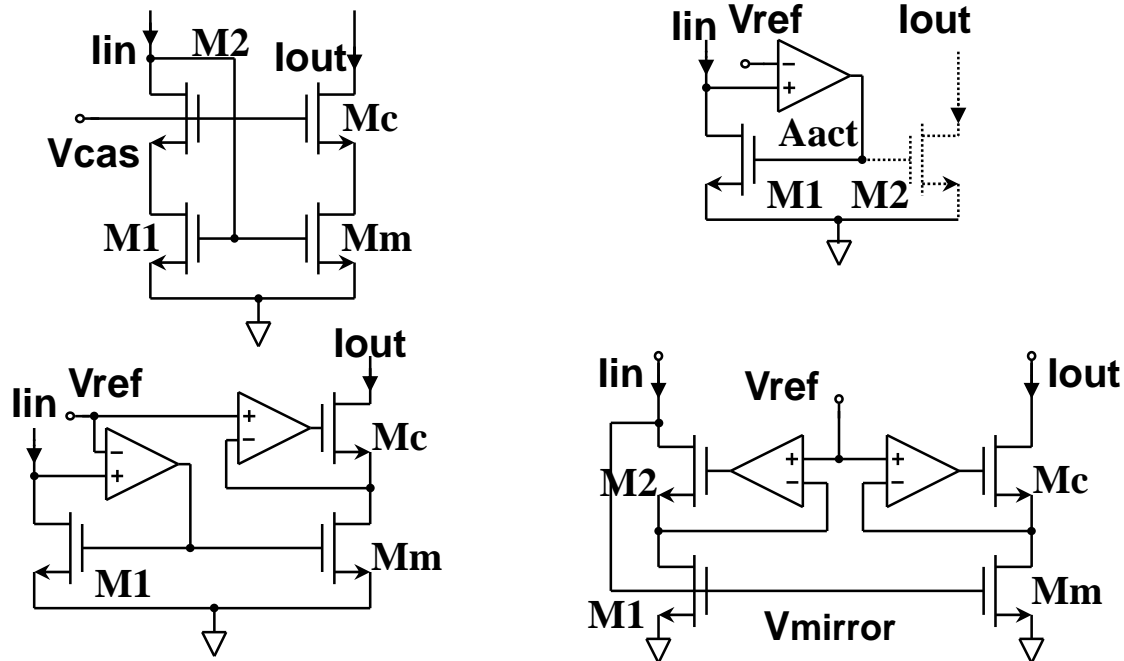 Iin
M2
Iout
Mc
Vcas
M1
Mm
Iin
Vref
Iout
−
+
Aact
M1
M2
Iin
Vref
Iout
−
+
+
−
Mc
M1
Mm
Iin
Vref
Iout
M2
+
−
+
−
Mc
M1
Vmirror
Mm